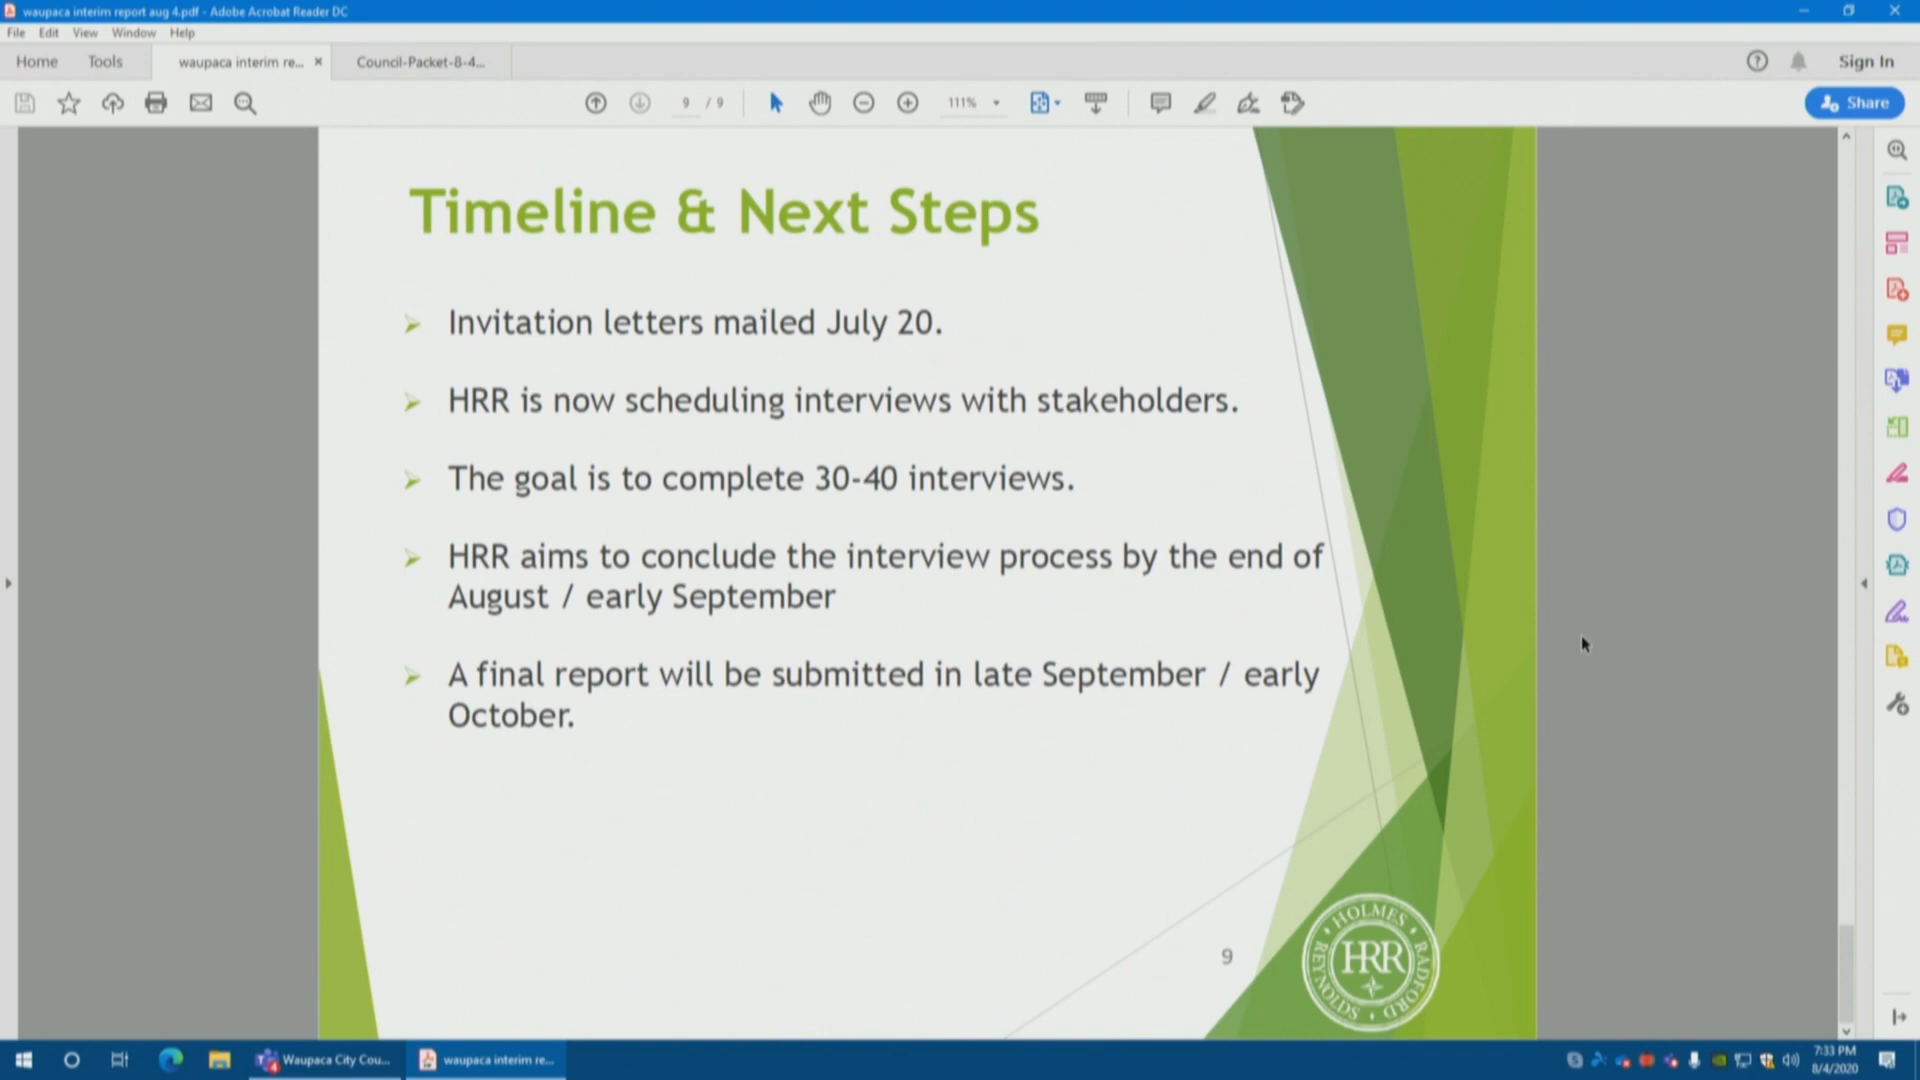 waupaca interim report aug 4.pdf - Adobe Acrobat Reader DC
File Edit View Window Help
Home Tools waupaca interim re... × Council-Packet-8-4... Sign In
9 / 9 111% Share
Timeline & Next Steps
Invitation letters mailed July 20.
HRR is now scheduling interviews with stakeholders.
The goal is to complete 30-40 interviews.
HRR aims to conclude the interview process by the end of
August / early September
A final report will be submitted in late September / early
October.
9
HOLMES RADFORD REYNOLDS
HRR
Waupaca City Cou... waupaca interim re... 7:33 PM
8/4/2020